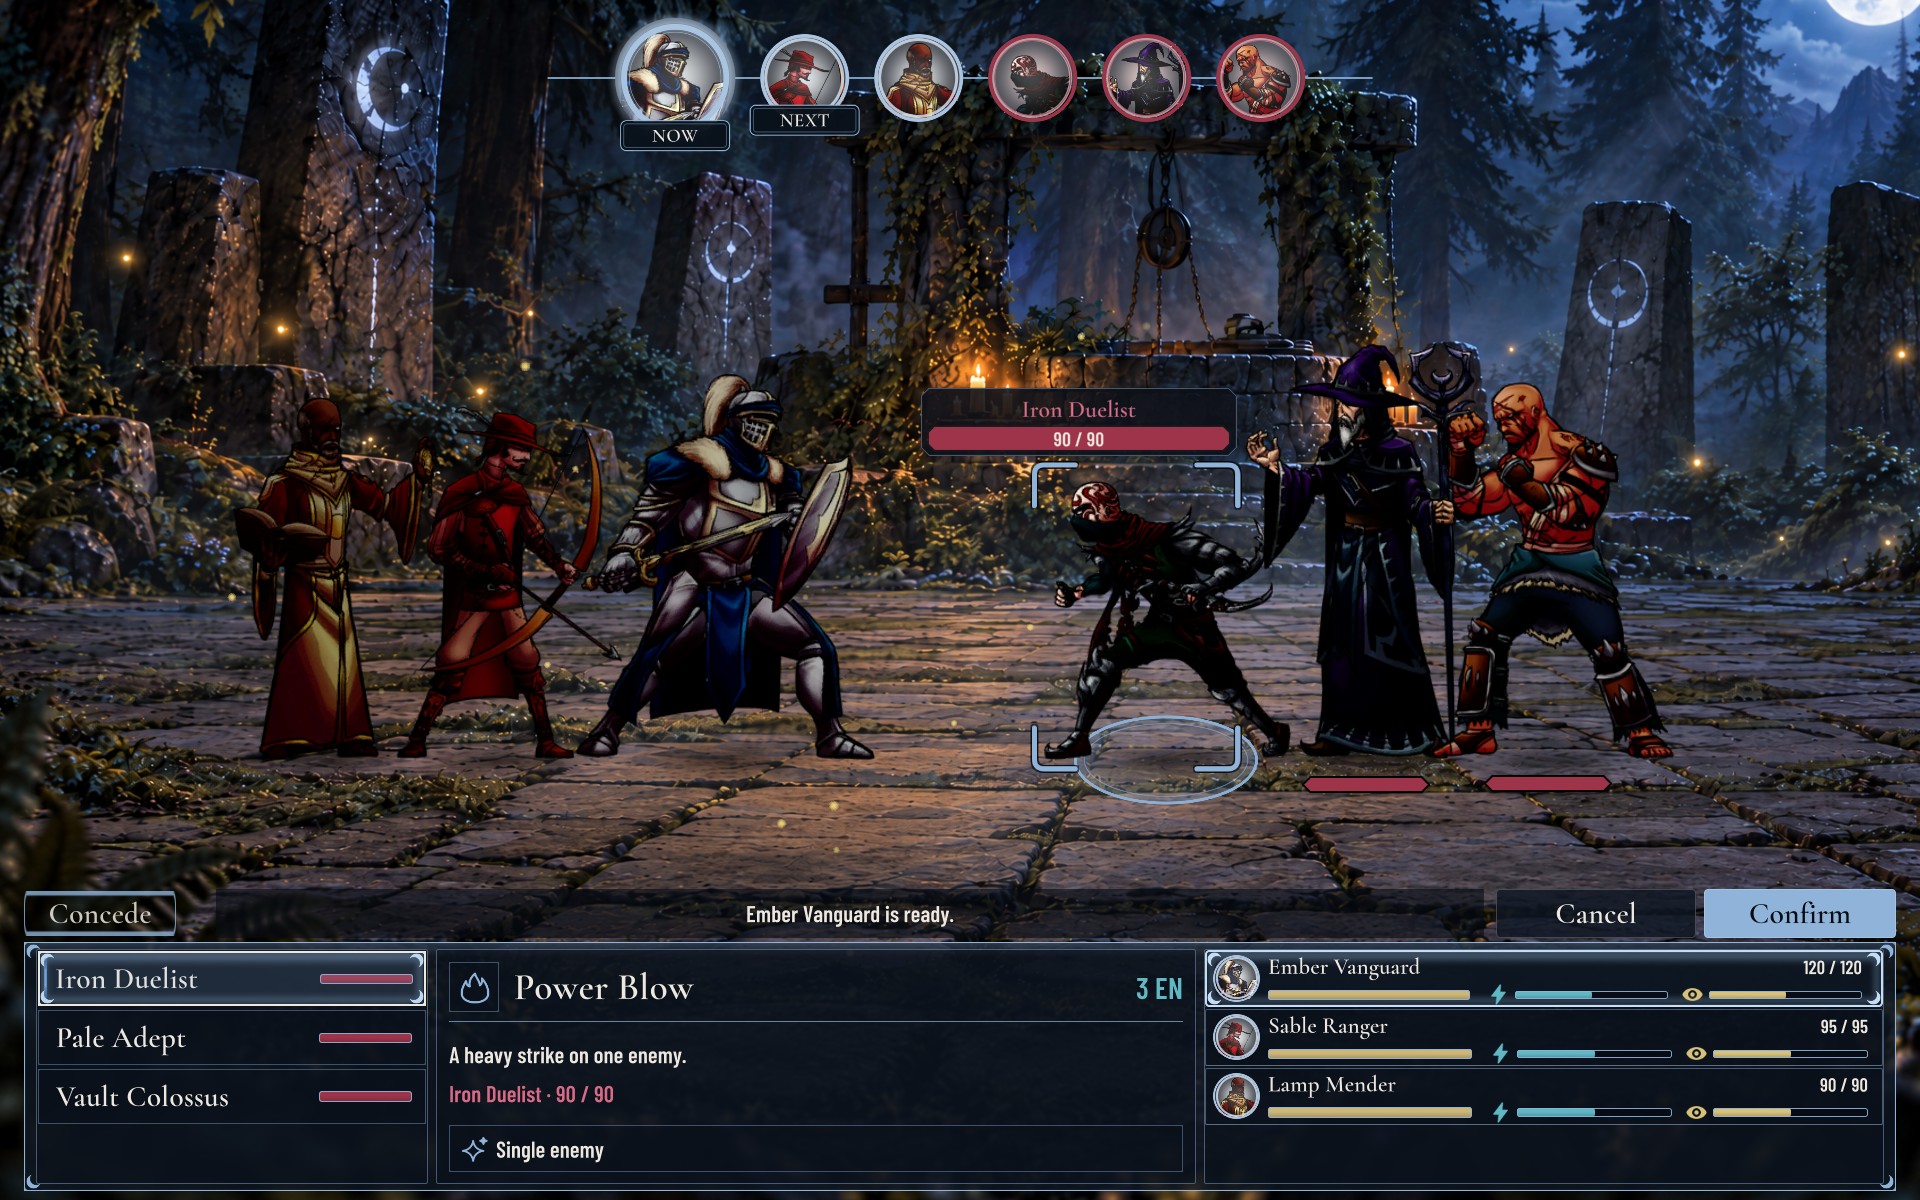 NOW
NEXT
Iron Duelist
90 / 90
Concede
Ember Vanguard is ready.
Cancel
Confirm
Iron Duelist
Pale Adept
Vault Colossus
Power Blow
3 EN
A heavy strike on one enemy.
Iron Duelist · 90 / 90
Single enemy
Ember Vanguard
120 / 120
Sable Ranger
95 / 95
Lamp Mender
90 / 90